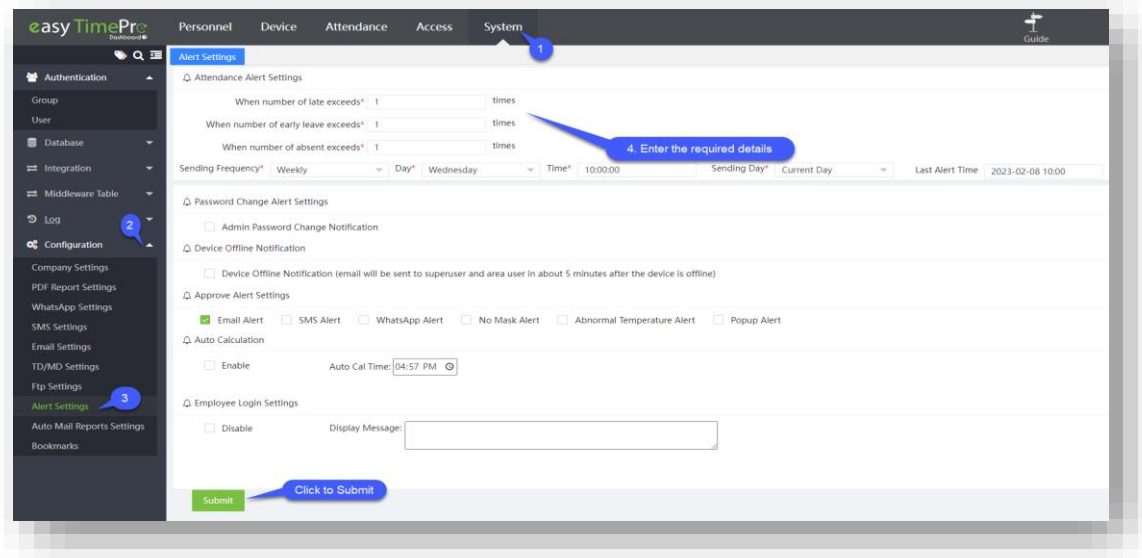 easy TimePro
Dashboard
Personnel Device Attendance Access System
Guide
1
Alert Settings
Authentication
Group
User
Database
Integration
Middleware Table
Log
2
Configuration
Company Settings
PDF Report Settings
WhatsApp Settings
SMS Settings
Email Settings
TD/MD Settings
Ftp Settings
Alert Settings
3
Auto Mail Reports Settings
Bookmarks
Attendance Alert Settings
When number of late exceeds* 1 times
When number of early leave exceeds* 1 times
When number of absent exceeds* 1 times
4. Enter the required details
Sending Frequency* Weekly Day* Wednesday Time* 10:00:00 Sending Day* Current Day Last Alert Time 2023-02-08 10:00
Password Change Alert Settings
Admin Password Change Notification
Device Offline Notification
Device Offline Notification (email will be sent to superuser and area user in about 5 minutes after the device is offline)
Approve Alert Settings
Email Alert SMS Alert WhatsApp Alert No Mask Alert Abnormal Temperature Alert Popup Alert
Auto Calculation
Enable Auto Cal Time: 04:57 PM
Employee Login Settings
Disable Display Message:
Submit
Click to Submit